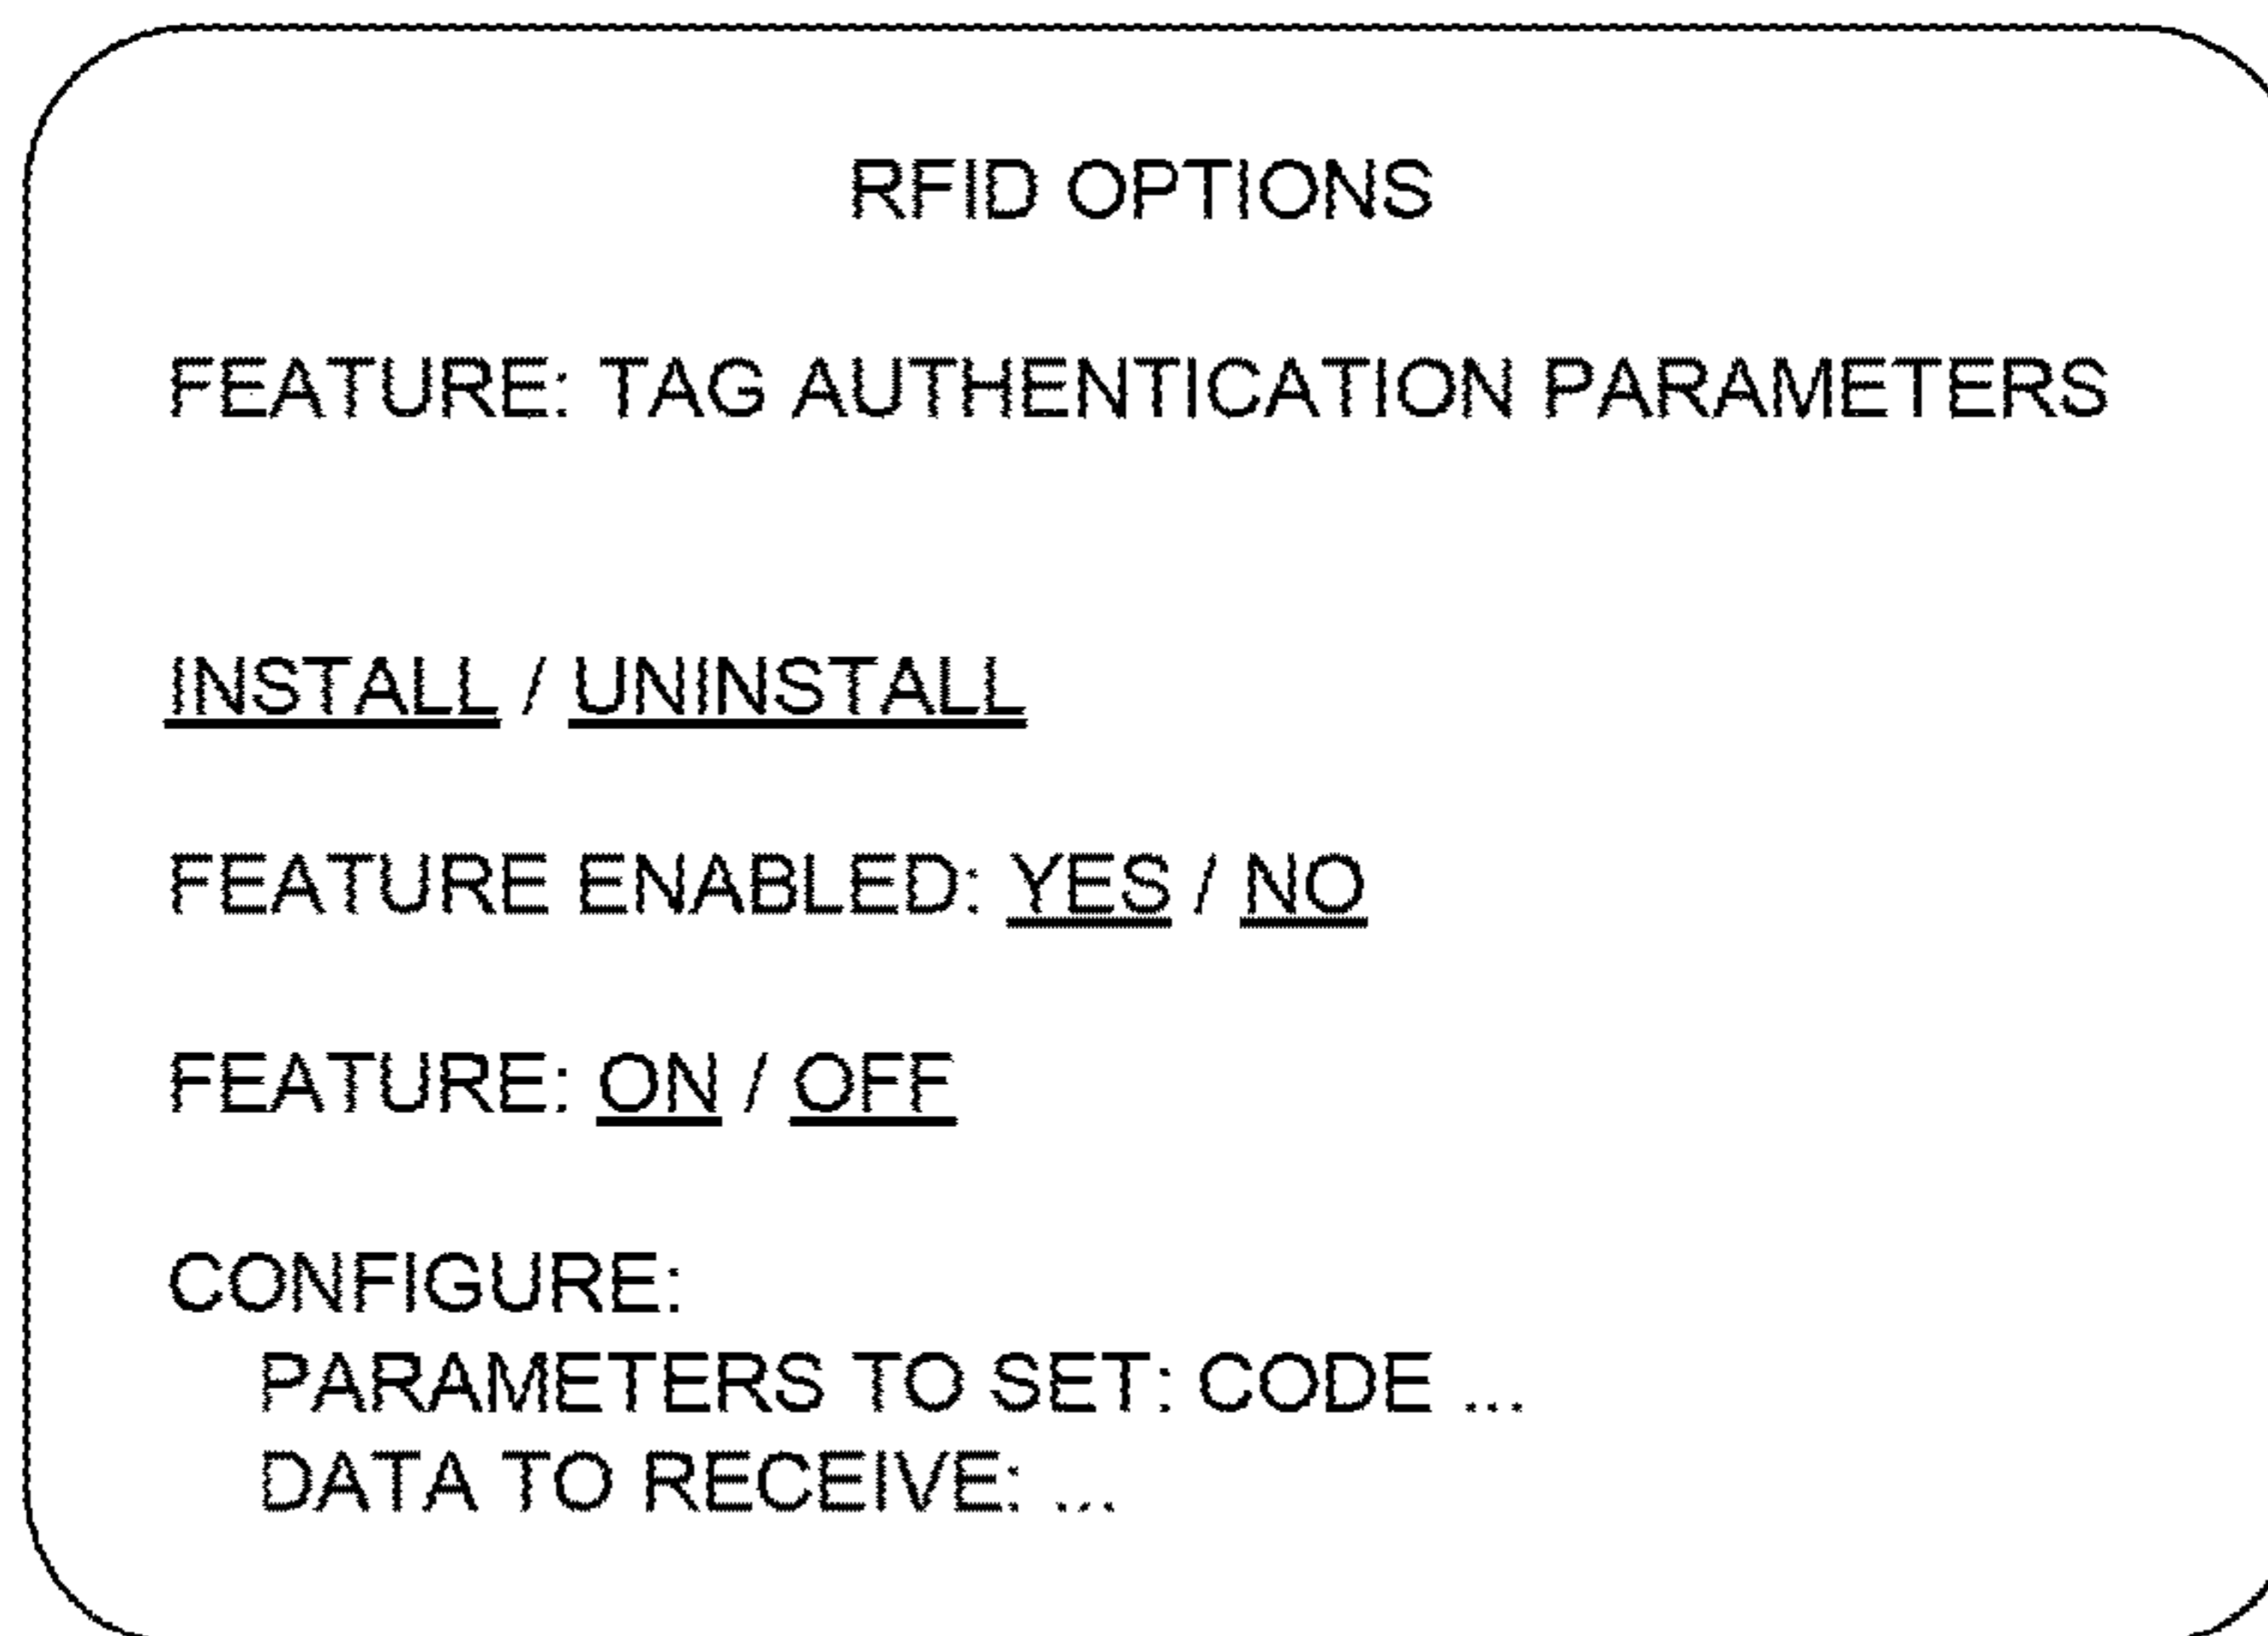 RFID OPTIONS
FEATURE: TAG AUTHENTICATION PARAMETERS
INSTALL / UNINSTALL
FEATURE ENABLED: YES / NO
FEATURE: ON / OFF
CONFIGURE:
PARAMETERS TO SET: CODE ...
DATA TO RECEIVE: ...